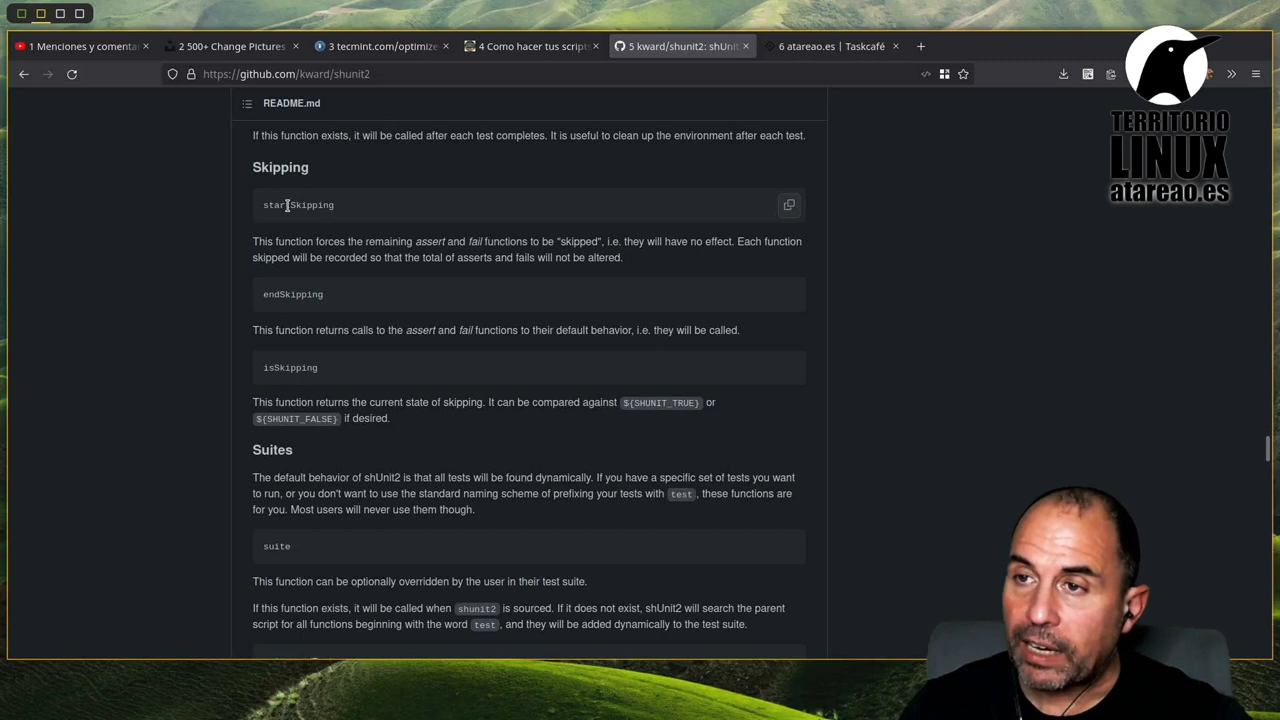 1 Menciones y comenta
2 500+ Change Pictures
3 tecmint.com/optimize
4 Como hacer tus script
5 kward/shunit2: shUnit
6 atareao.es | Taskcafé
https://github.com/kward/shunit2
TERRITORIO
LINUX
atareao.es
README.md
If this function exists, it will be called after each test completes. It is useful to clean up the environment after each test.
Skipping
startSkipping
This function forces the remaining assert and fail functions to be "skipped", i.e. they will have no effect. Each function
skipped will be recorded so that the total of asserts and fails will not be altered.
endSkipping
This function returns calls to the assert and fail functions to their default behavior, i.e. they will be called.
isSkipping
This function returns the current state of skipping. It can be compared against ${SHUNIT_TRUE} or
${SHUNIT_FALSE} if desired.
Suites
The default behavior of shUnit2 is that all tests will be found dynamically. If you have a specific set of tests you want
to run, or you don't want to use the standard naming scheme of prefixing your tests with test, these functions are
for you. Most users will never use them though.
suite
This function can be optionally overridden by the user in their test suite.
If this function exists, it will be called when shunit2 is sourced. If it does not exist, shUnit2 will search the parent
script for all functions beginning with the word test, and they will be added dynamically to the test suite.